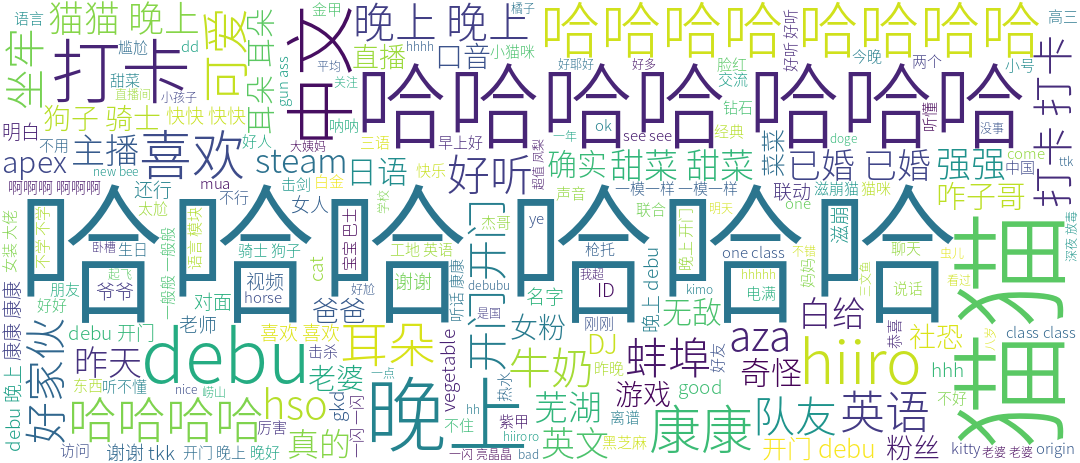 语言
猫猫 晚上
可爱
耳朵 耳朵
金甲
中文
晚上 晚上
橘子
哈哈 哈哈 哈哈
好听 好听
高三
坐牢
打卡
尴尬
dd
甜菜
直播间
小孩子
gun ass
平均
直播
hhhh
口音
关注
小猫咪
哈哈 哈哈 哈哈
好耶好
好多
脸红
交流
今晚
两个
小号
打卡 打卡
狗子 骑士
快快 快快
呐呐
ok
see see
钻石
经典
听懂
没事
明白
不用
主播
喜欢
好人
大姨妈
三语
早上好
一年
doge
apex
new bee
steam
日语
快乐
好听
超值 凤梨
确实
甜菜 甜菜
菜菜
已婚 已婚
强强
come
中国
ttk
啊啊啊 啊啊啊
mua
还行
不行
击剑
白金
学校
声音
一模一样 一模一样
联动
滋崩猫
猫咪
咋子哥
女装 大佬
太尬
女人
杰哥
联合
明天
one
哈哈哈 哈哈哈
不学 不学
卧槽
生日
一般般 一般般
语言 模块
骑士 狗子
宝宝 巴士
工地 英语
开门 开门
ye
枪托
晚上 开门
one class
滋崩
不错
聊天
猫猫
深夜 放毒
起飞
视频
cat
谢谢
debubu
我超
hhhhh
妈妈
三文鱼
虫儿
康康 康康
朋友
爷爷
horse
好尬
听话 康康
是国
ID
kimo
电满
说话
看过
好好
对面
爸爸
名字
刚刚
晚上 debu
无敌
白给
恭喜
社恐
八岁
class class
debu 晚上
好家伙
debu 开门
老师
喜欢 喜欢
耳朵
女粉
DJ
蚌埠
好友
aza
hiiro
昨天
debu
击杀
老婆
一点
vegetable
牛奶
昨晚
奇怪
hhh
东西
听不懂
nice
崂山
hso
gkd
一闪 一闪
晚上
热水
游戏
good
英语
不好
哈哈 哈哈
厉害
hh
紫甲
芜湖
离谱
康康
队友
访问
谢谢 tkk
开门 晚上
晚好
真的
不住
hiiroro
一闪 亮晶晶
bad
英文
黑芝麻
开门 debu
粉丝
kitty
老婆 老婆
origin